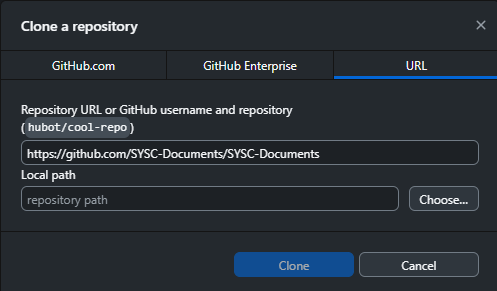 Clone a repository
GitHub.com
GitHub Enterprise
URL
Repository URL or GitHub username and repository
(hubot/cool-repo)
https://github.com/SYSC-Documents/SYSC-Documents
Local path
repository path
Choose...
Clone
Cancel